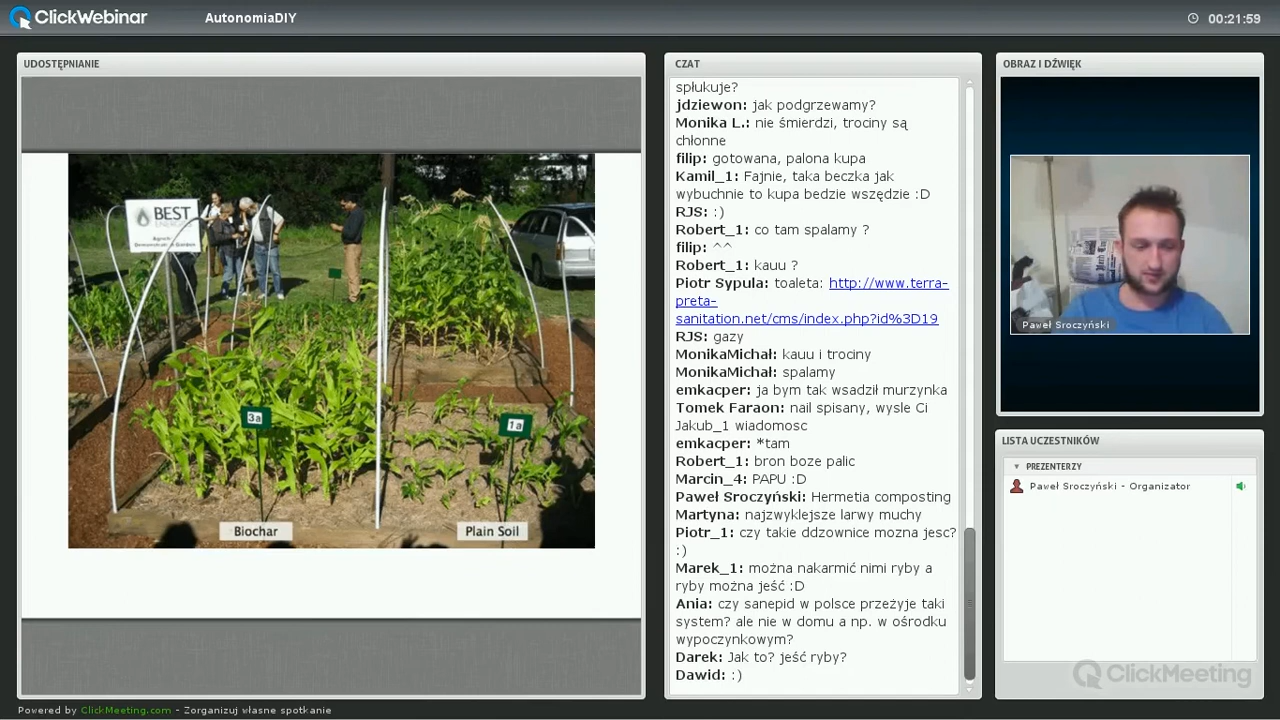 ClickWebinar
AutonomiaDIY
00:21:59
UDOSTĘPNIANIE
BEST
3a
1a
Biochar
Plain Soil
CZAT
spłukuje?
jdziewon: jak podgrzewamy?
Monika L.: nie śmierdzi, trociny są
chłonne
filip: gotowana, palona kupa
Kamil_1: Fajnie, taka beczka jak
wybuchnie to kupa bedzie wszędzie :D
RJS: :)
Robert_1: co tam spalamy ?
filip: ^^
Robert_1: kauu ?
Piotr Sypula: toaleta: http://www.terra-
preta-
sanitation.net/cms/index.php?id%3D19
RJS: gazy
MonikaMichał: kauu i trociny
MonikaMichał: spalamy
emkacper: ja bym tak wsadził murzynka
Tomek Faraon: nail spisany, wysle Ci
Jakub_1 wiadomosc
emkacper: *tam
Robert_1: bron boze palic
Marcin_4: PAPU :D
Paweł Sroczyński: Hermetia composting
Martyna: najzwyklejsze larwy muchy
Piotr_1: czy takie ddzownice mozna jesc?
:)
Marek_1: można nakarmić nimi ryby a
ryby można jeść :D
Ania: czy sanepid w polsce przeżyje taki
system? ale nie w domu a np. w ośrodku
wypoczynkowym?
Darek: Jak to? jeść ryby?
Dawid: :)
OBRAZ I DŹWIĘK
Paweł Sroczyński
LISTA UCZESTNIKÓW
PREZENTERZY
Paweł Sroczyński - Organizator
ClickMeeting
Powered by ClickMeeting.com - Zorganizuj własne spotkanie